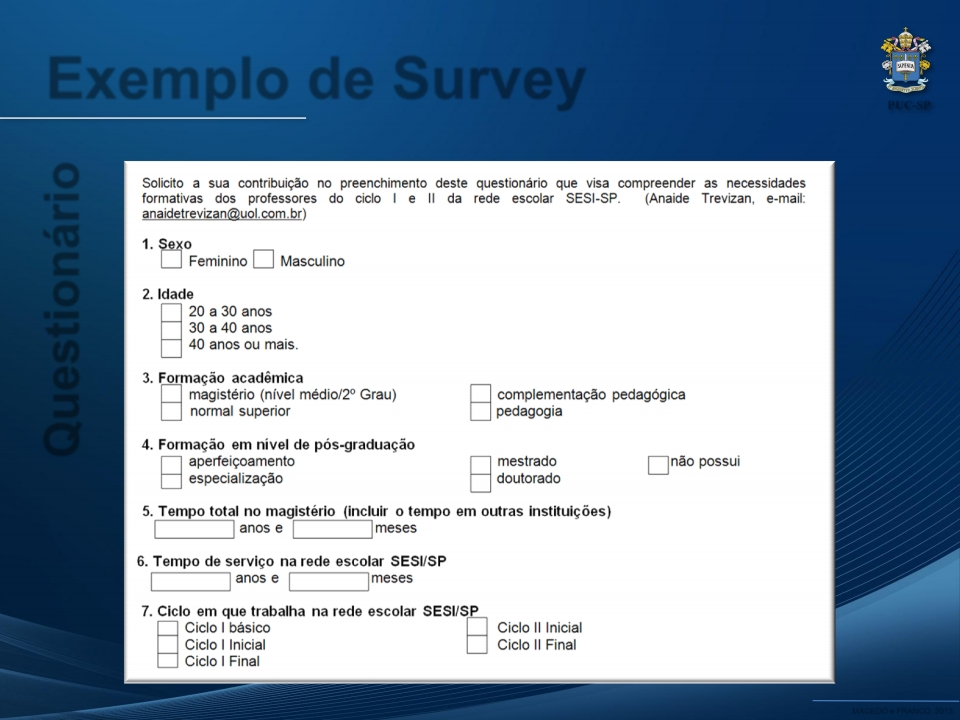 Exemplo de Survey
SAPIENTIA
PUC-SP
Questionário
Solicito a sua contribuição no preenchimento deste questionário que visa compreender as necessidades
formativas dos professores do ciclo I e II da rede escolar SESI-SP. (Anaide Trevizan, e-mail:
anaidetrevizan@uol.com.br)
1. Sexo
Feminino Masculino
2. Idade
20 a 30 anos
30 a 40 anos
40 anos ou mais.
3. Formação acadêmica
magistério (nível médio/2º Grau) complementação pedagógica
normal superior pedagogia
4. Formação em nível de pós-graduação
aperfeiçoamento mestrado não possui
especialização doutorado
5. Tempo total no magistério (incluir o tempo em outras instituições)
anos e meses
6. Tempo de serviço na rede escolar SESI/SP
anos e meses
7. Ciclo em que trabalha na rede escolar SESI/SP
Ciclo I básico Ciclo II Inicial
Ciclo I Inicial Ciclo II Final
Ciclo I Final